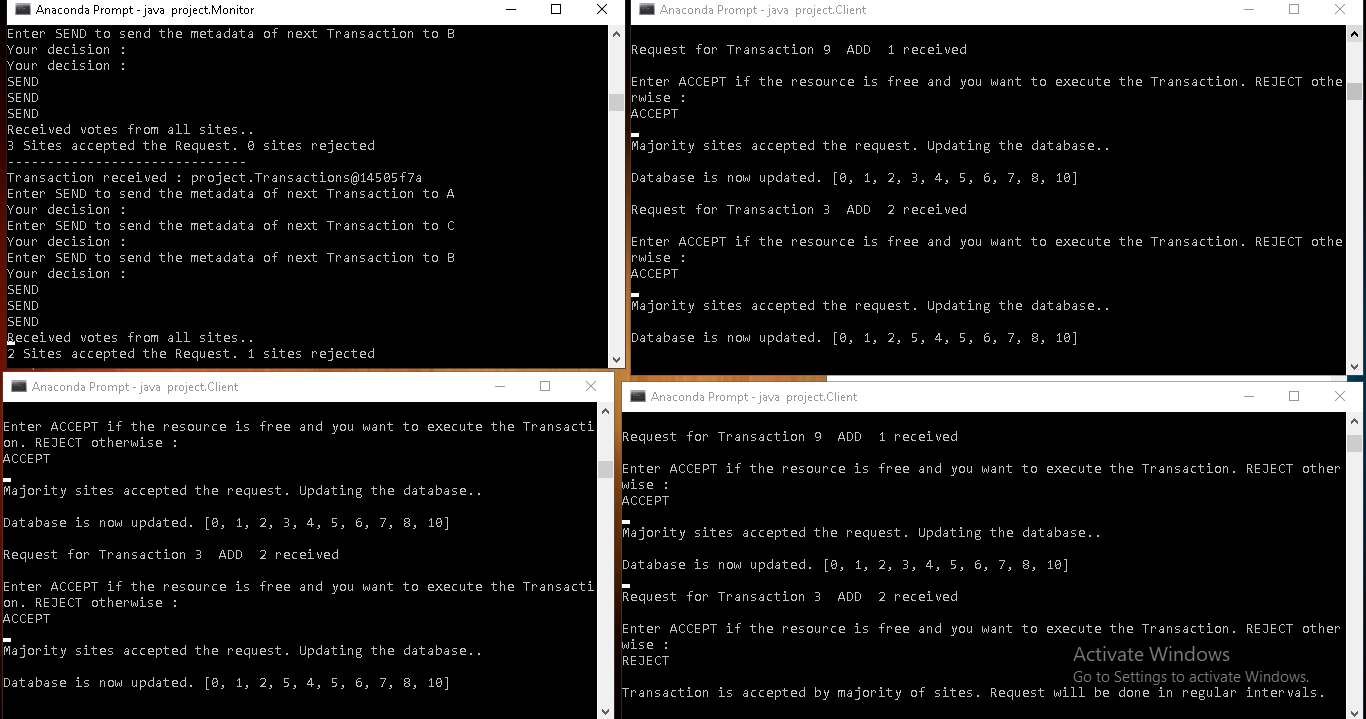 Anaconda Prompt - java project.Monitor
Enter SEND to send the metadata of next Transaction to B
Your decision :
Your decision :
SEND
SEND
SEND
Received votes from all sites..
3 Sites accepted the Request. 0 sites rejected
------------------------------
Transaction received : project.Transactions@14505f7a
Enter SEND to send the metadata of next Transaction to A
Your decision :
Enter SEND to send the metadata of next Transaction to C
Your decision :
Enter SEND to send the metadata of next Transaction to B
Your decision :
SEND
SEND
SEND
Received votes from all sites..
2 Sites accepted the Request. 1 sites rejected
Anaconda Prompt - java project.Client
Request for Transaction 9 ADD 1 received
Enter ACCEPT if the resource is free and you want to execute the Transaction. REJECT othe
rwise :
ACCEPT
Majority sites accepted the request. Updating the database..
Database is now updated. [0, 1, 2, 3, 4, 5, 6, 7, 8, 10]
Request for Transaction 3 ADD 2 received
Enter ACCEPT if the resource is free and you want to execute the Transaction. REJECT othe
rwise :
ACCEPT
Majority sites accepted the request. Updating the database..
Database is now updated. [0, 1, 2, 5, 4, 5, 6, 7, 8, 10]
Anaconda Prompt - java project.Client
Enter ACCEPT if the resource is free and you want to execute the Transacti
on. REJECT otherwise :
ACCEPT
Majority sites accepted the request. Updating the database..
Database is now updated. [0, 1, 2, 3, 4, 5, 6, 7, 8, 10]
Request for Transaction 3 ADD 2 received
Enter ACCEPT if the resource is free and you want to execute the Transacti
on. REJECT otherwise :
ACCEPT
Majority sites accepted the request. Updating the database..
Database is now updated. [0, 1, 2, 5, 4, 5, 6, 7, 8, 10]
Anaconda Prompt - java project.Client
Request for Transaction 9 ADD 1 received
Enter ACCEPT if the resource is free and you want to execute the Transaction. REJECT other
wise :
ACCEPT
Majority sites accepted the request. Updating the database..
Database is now updated. [0, 1, 2, 3, 4, 5, 6, 7, 8, 10]
Request for Transaction 3 ADD 2 received
Enter ACCEPT if the resource is free and you want to execute the Transaction. REJECT other
wise :
REJECT
Transaction is accepted by majority of sites. Request will be done in regular intervals.
Activate Windows
Go to Settings to activate Windows.